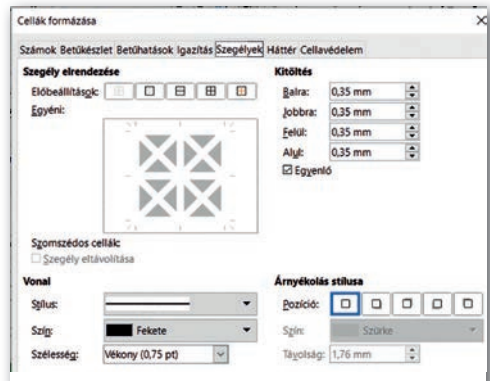 Cellák formázása
Számok Betűkészlet Betűhatások Igazítás Szegélyek Háttér Cellavédelem
Szegély elrendezése
Előbeállítások:
Egyéni:
Szomszédos cellák:
Szegély eltávolítása
Kitöltés
Balra: 0,35 mm
Jobbra: 0,35 mm
Felül: 0,35 mm
Alul: 0,35 mm
Egyenlő
Vonal
Stílus:
Szín: Fekete
Szélesség: Vékony (0,75 pt)
Árnyékolás stílusa
Pozíció:
Szín: Szürke
Távolság: 1,76 mm